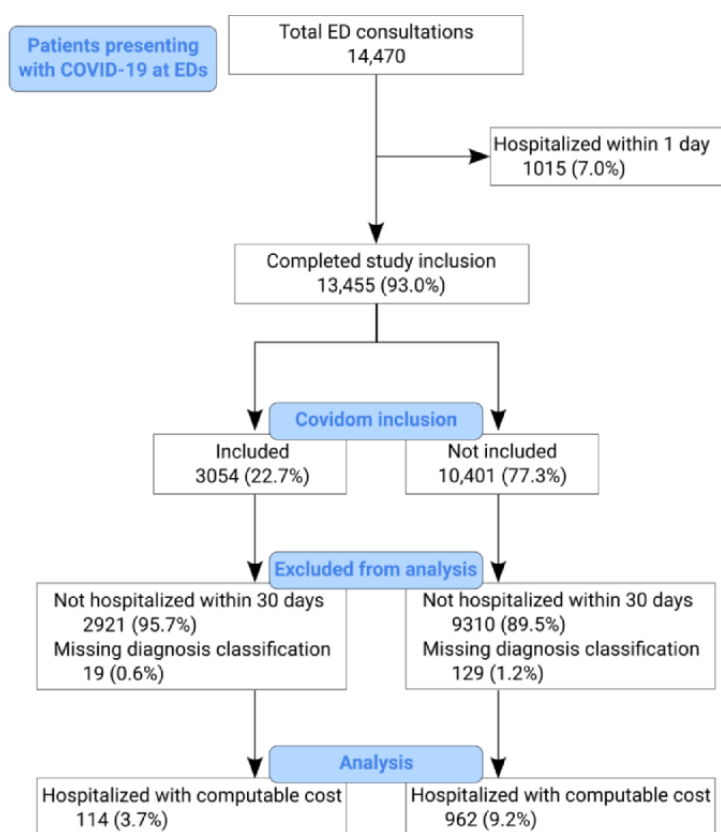 Patients presenting
with COVID-19 at EDs
Total ED consultations
14,470
Hospitalized within 1 day
1015 (7.0%)
Completed study inclusion
13,455 (93.0%)
Covidom inclusion
Included
3054 (22.7%)
Not included
10,401 (77.3%)
Excluded from analysis
Not hospitalized within 30 days
2921 (95.7%)
Missing diagnosis classification
19 (0.6%)
Not hospitalized within 30 days
9310 (89.5%)
Missing diagnosis classification
129 (1.2%)
Analysis
Hospitalized with computable cost
114 (3.7%)
Hospitalized with computable cost
962 (9.2%)